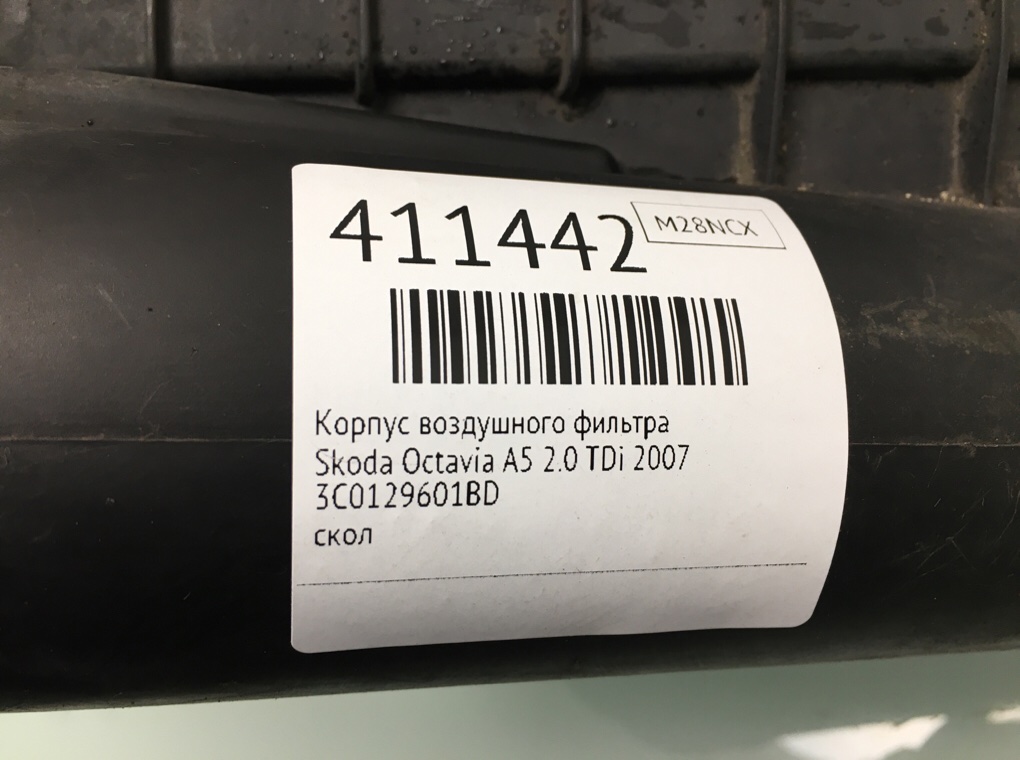 411442
M28NCX
Корпус воздушного фильтра
Skoda Octavia A5 2.0 TDi 2007
3C0129601BD
скол